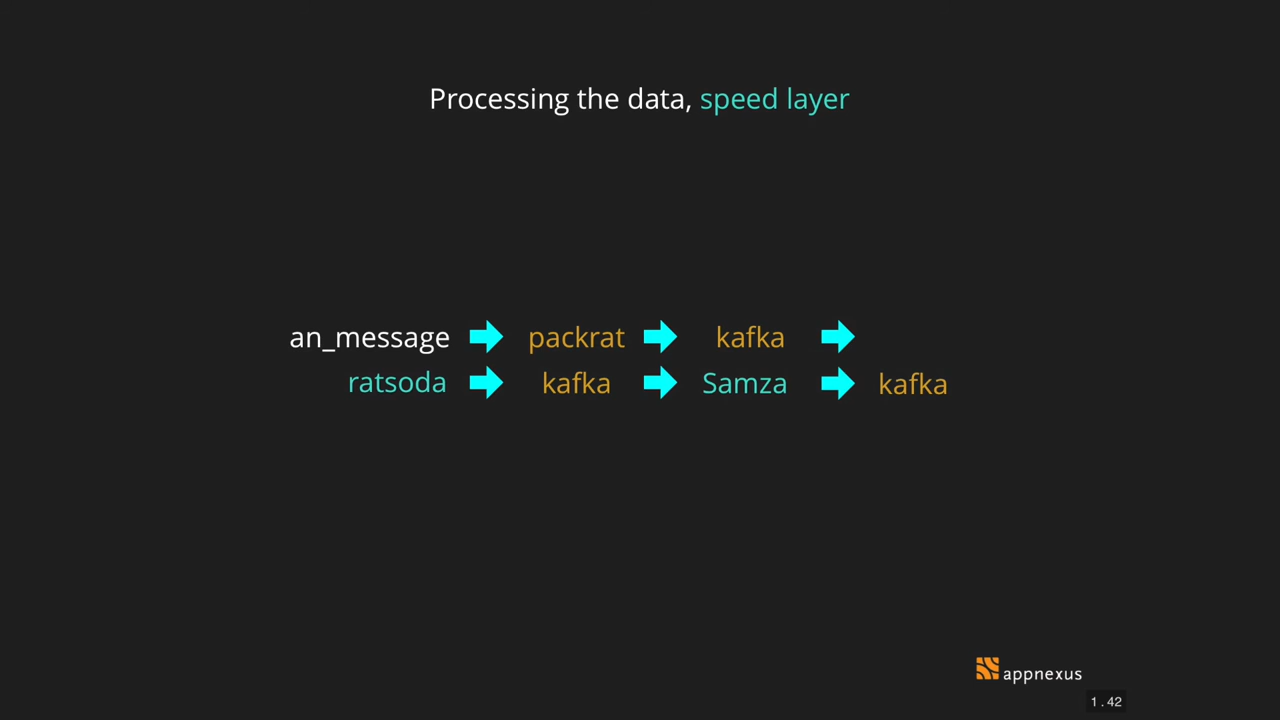 Processing the data, speed layer
an_message packrat kafka
ratsoda kafka Samza kafka
appnexus
1.42